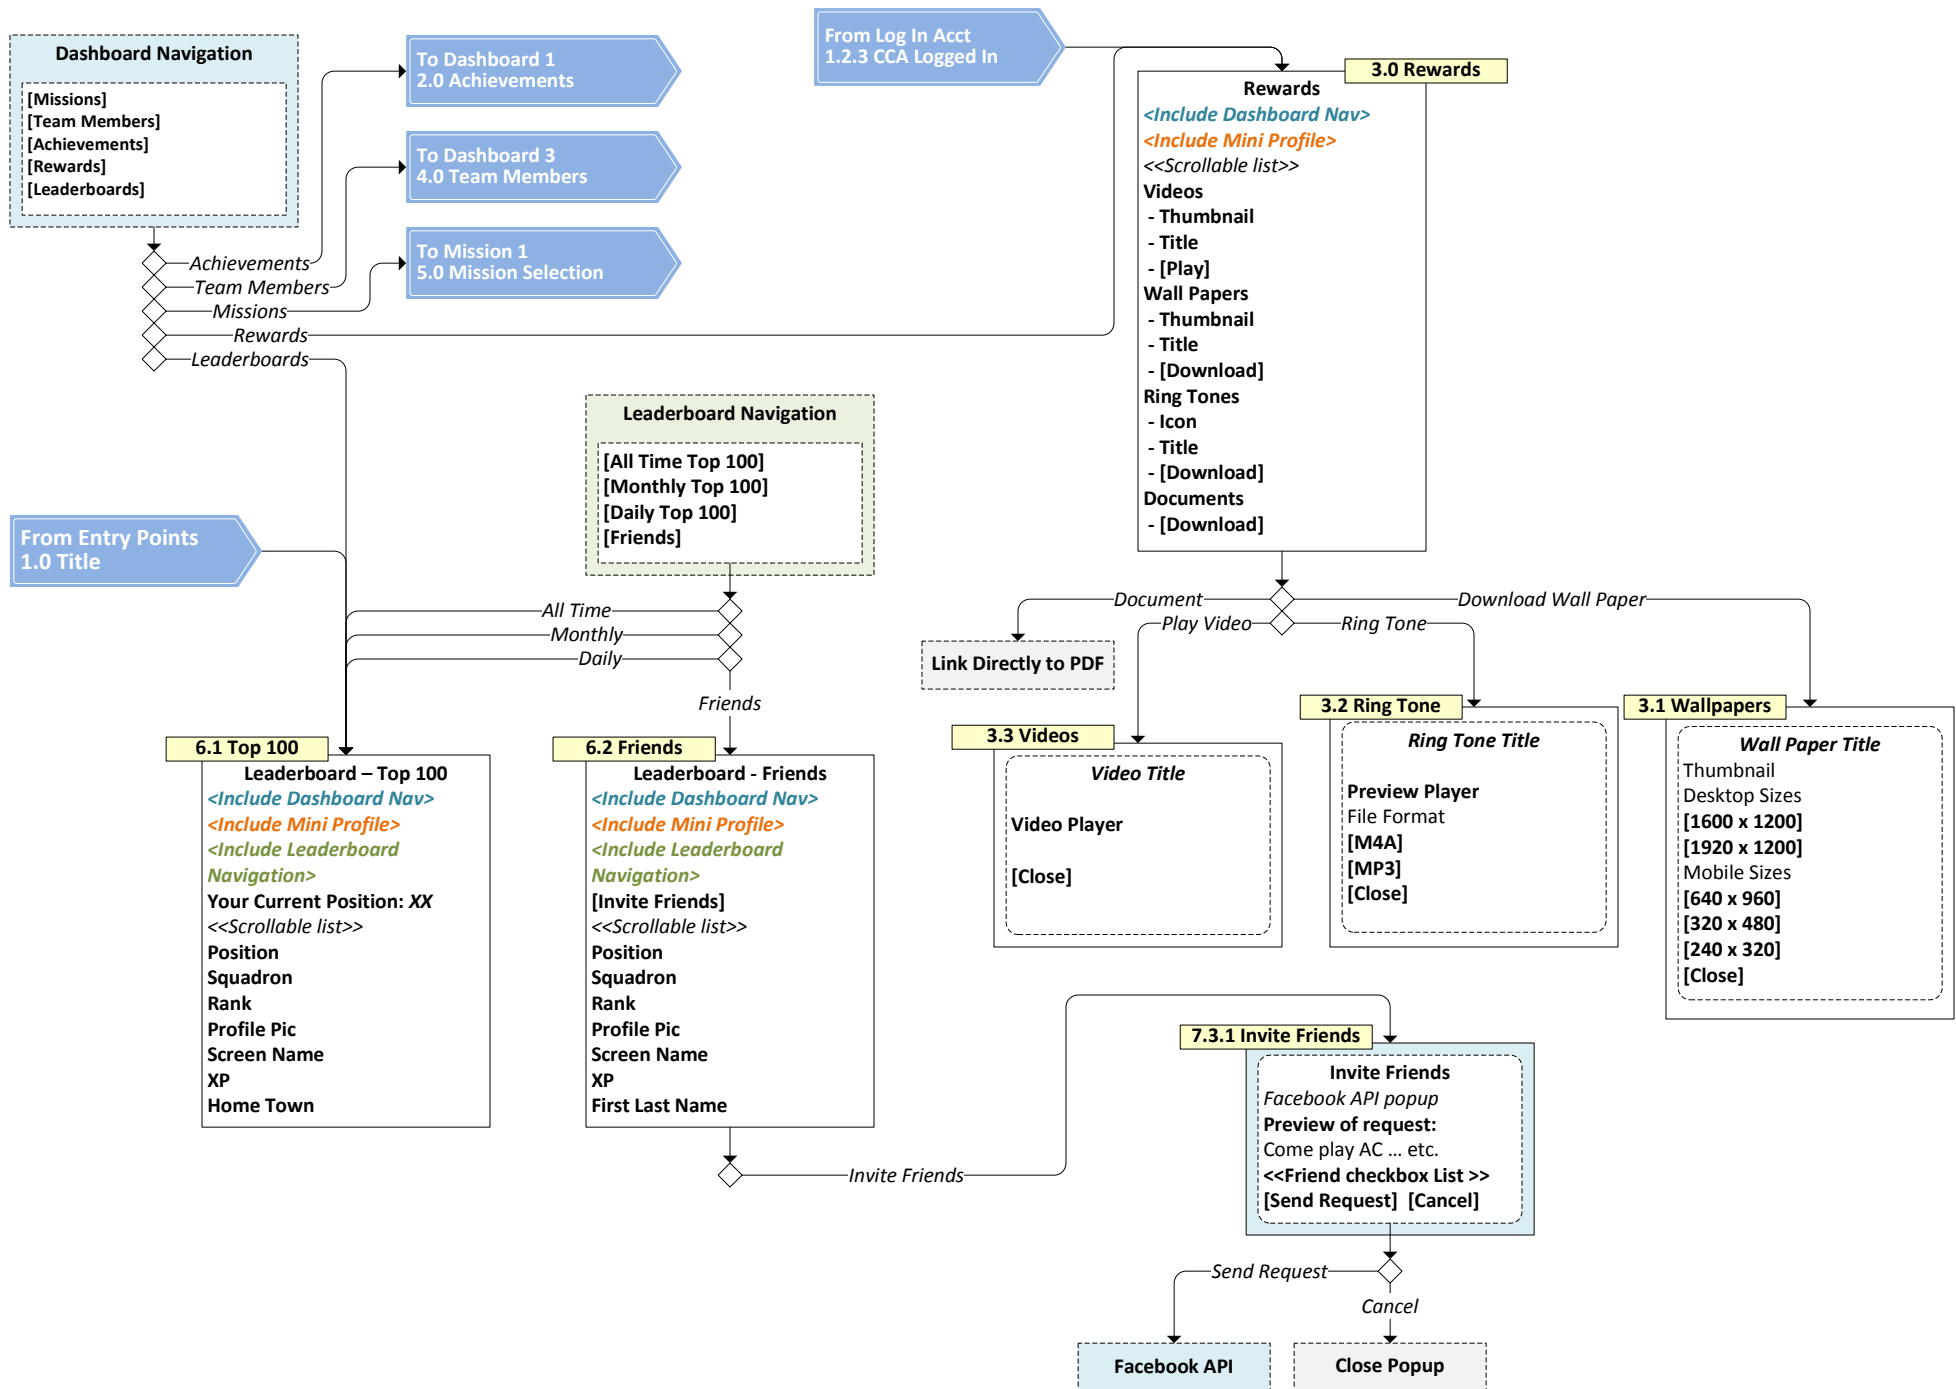 Dashboard Navigation
[Missions]
[Team Members]
[Achievements]
[Rewards]
[Leaderboards]
To Dashboard 1
2.0 Achievements
To Dashboard 3
4.0 Team Members
To Mission 1
5.0 Mission Selection
Achievements
Team Members
Missions
Rewards
Leaderboards
From Log In Acct
1.2.3 CCA Logged In
3.0 Rewards
Rewards
<Include Dashboard Nav>
<Include Mini Profile>
<<Scrollable list>>
Videos
- Thumbnail
- Title
- [Play]
Wall Papers
- Thumbnail
- Title
- [Download]
Ring Tones
- Icon
- Title
- [Download]
Documents
- [Download]
Leaderboard Navigation
[All Time Top 100]
[Monthly Top 100]
[Daily Top 100]
[Friends]
From Entry Points
1.0 Title
All Time
Monthly
Daily
Friends
Document
Play Video
Download Wall Paper
Ring Tone
Link Directly to PDF
6.1 Top 100
Leaderboard – Top 100
<Include Dashboard Nav>
<Include Mini Profile>
<Include Leaderboard
Navigation>
Your Current Position: XX
<<Scrollable list>>
Position
Squadron
Rank
Profile Pic
Screen Name
XP
Home Town
6.2 Friends
Leaderboard - Friends
<Include Dashboard Nav>
<Include Mini Profile>
<Include Leaderboard
Navigation>
[Invite Friends]
<<Scrollable list>>
Position
Squadron
Rank
Profile Pic
Screen Name
XP
First Last Name
3.3 Videos
Video Title
Video Player
[Close]
3.2 Ring Tone
Ring Tone Title
Preview Player
File Format
[M4A]
[MP3]
[Close]
3.1 Wallpapers
Wall Paper Title
Thumbnail
Desktop Sizes
[1600 x 1200]
[1920 x 1200]
Mobile Sizes
[640 x 960]
[320 x 480]
[240 x 320]
[Close]
Invite Friends
7.3.1 Invite Friends
Invite Friends
Facebook API popup
Preview of request:
Come play AC ... etc.
<<Friend checkbox List >>
[Send Request] [Cancel]
Send Request
Cancel
Facebook API
Close Popup